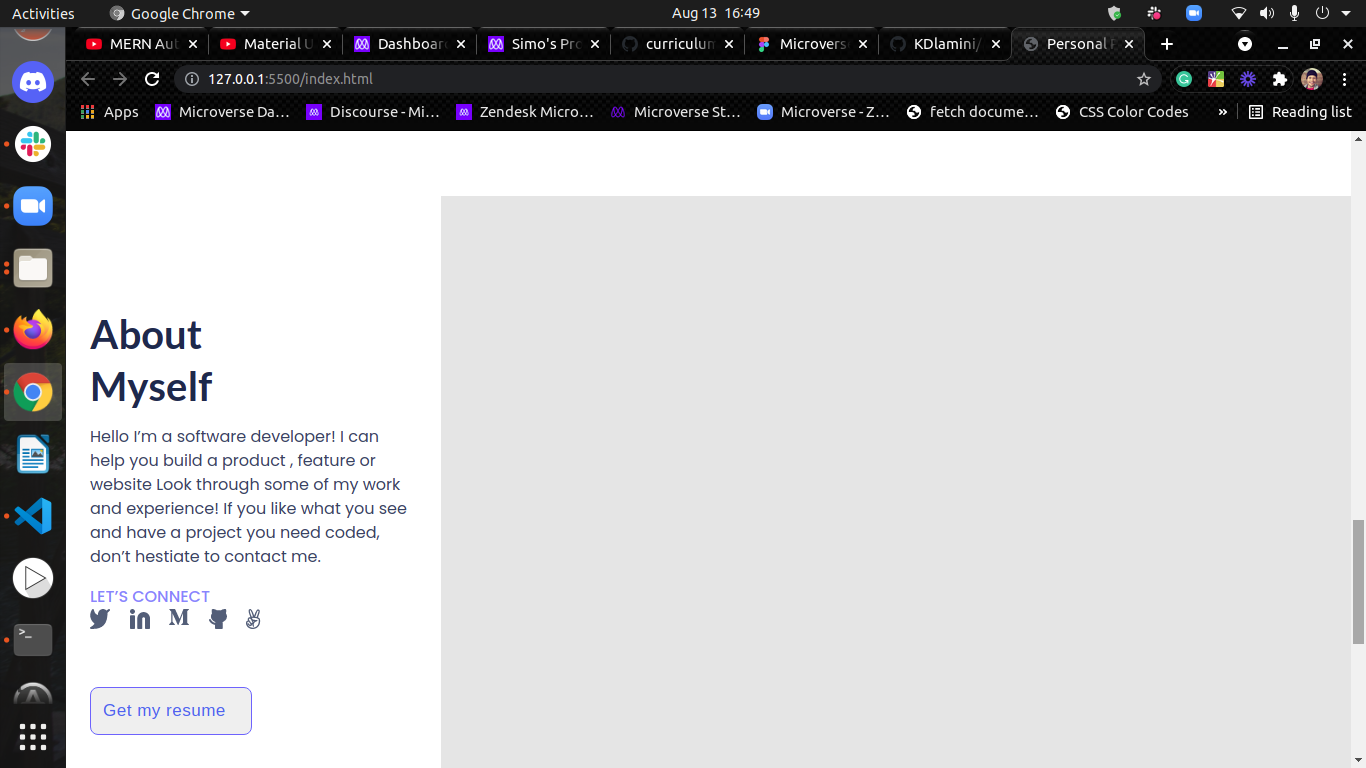 Activities
Google Chrome
Aug 13 16:49
MERN Aut
Material U
Dashboar
Simo's Pro
curriculum
Microvers
KDlamini/
Personal P
127.0.0.1:5500/index.html
Apps
Microverse Da...
Discourse - Mi...
Zendesk Micro...
Microverse St...
Microverse - Z...
fetch docume...
CSS Color Codes
»
Reading list
About
Myself
Hello I’m a software developer! I can
help you build a product , feature or
website Look through some of my work
and experience! If you like what you see
and have a project you need coded,
don’t hestiate to contact me.
LET’S CONNECT
Get my resume